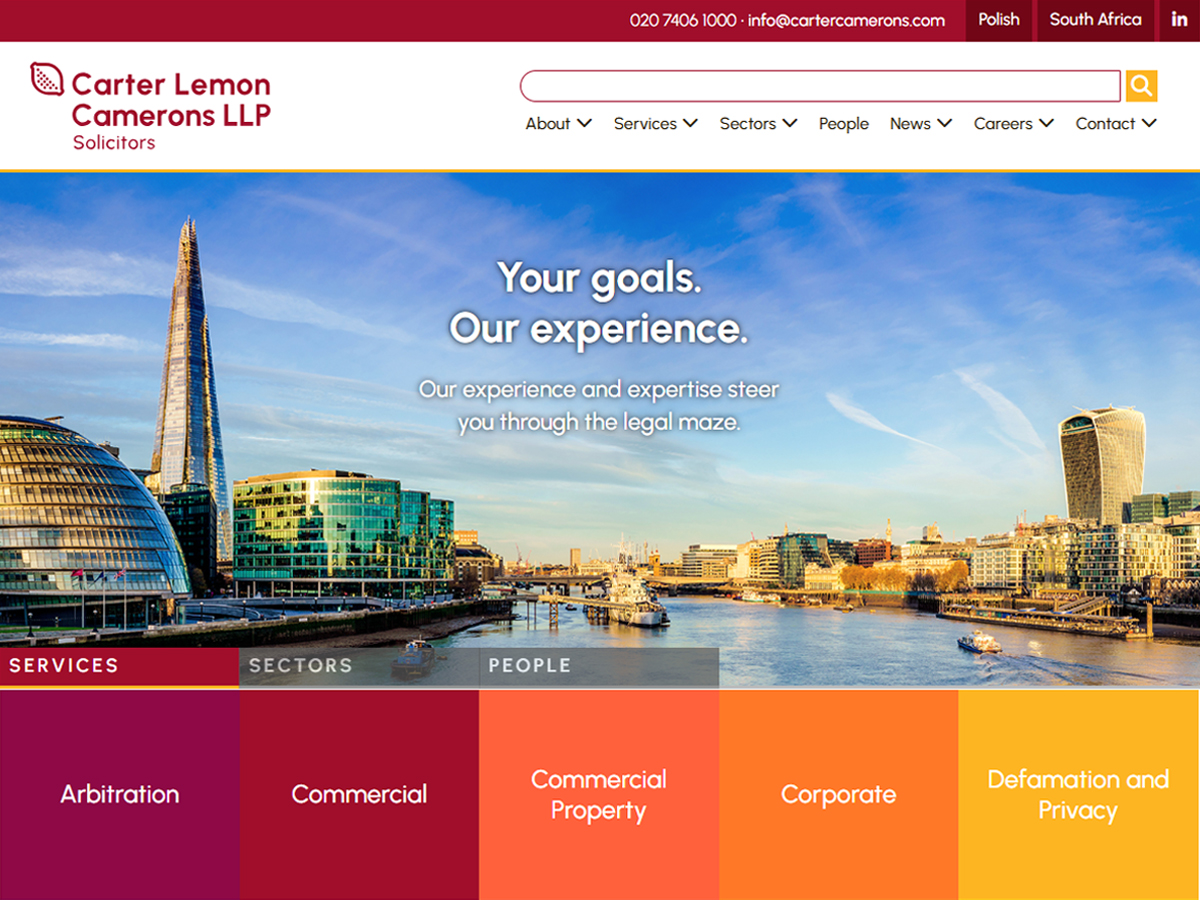 020 7406 1000 · info@cartercamerons.com
Polish
South Africa
in
Carter Lemon
Camerons LLP
Solicitors
About
Services
Sectors
People
News
Careers
Contact
Your goals.
Our experience.
Our experience and expertise steer
you through the legal maze.
SERVICES
SECTORS
PEOPLE
Arbitration
Commercial
Commercial
Property
Corporate
Defamation and
Privacy